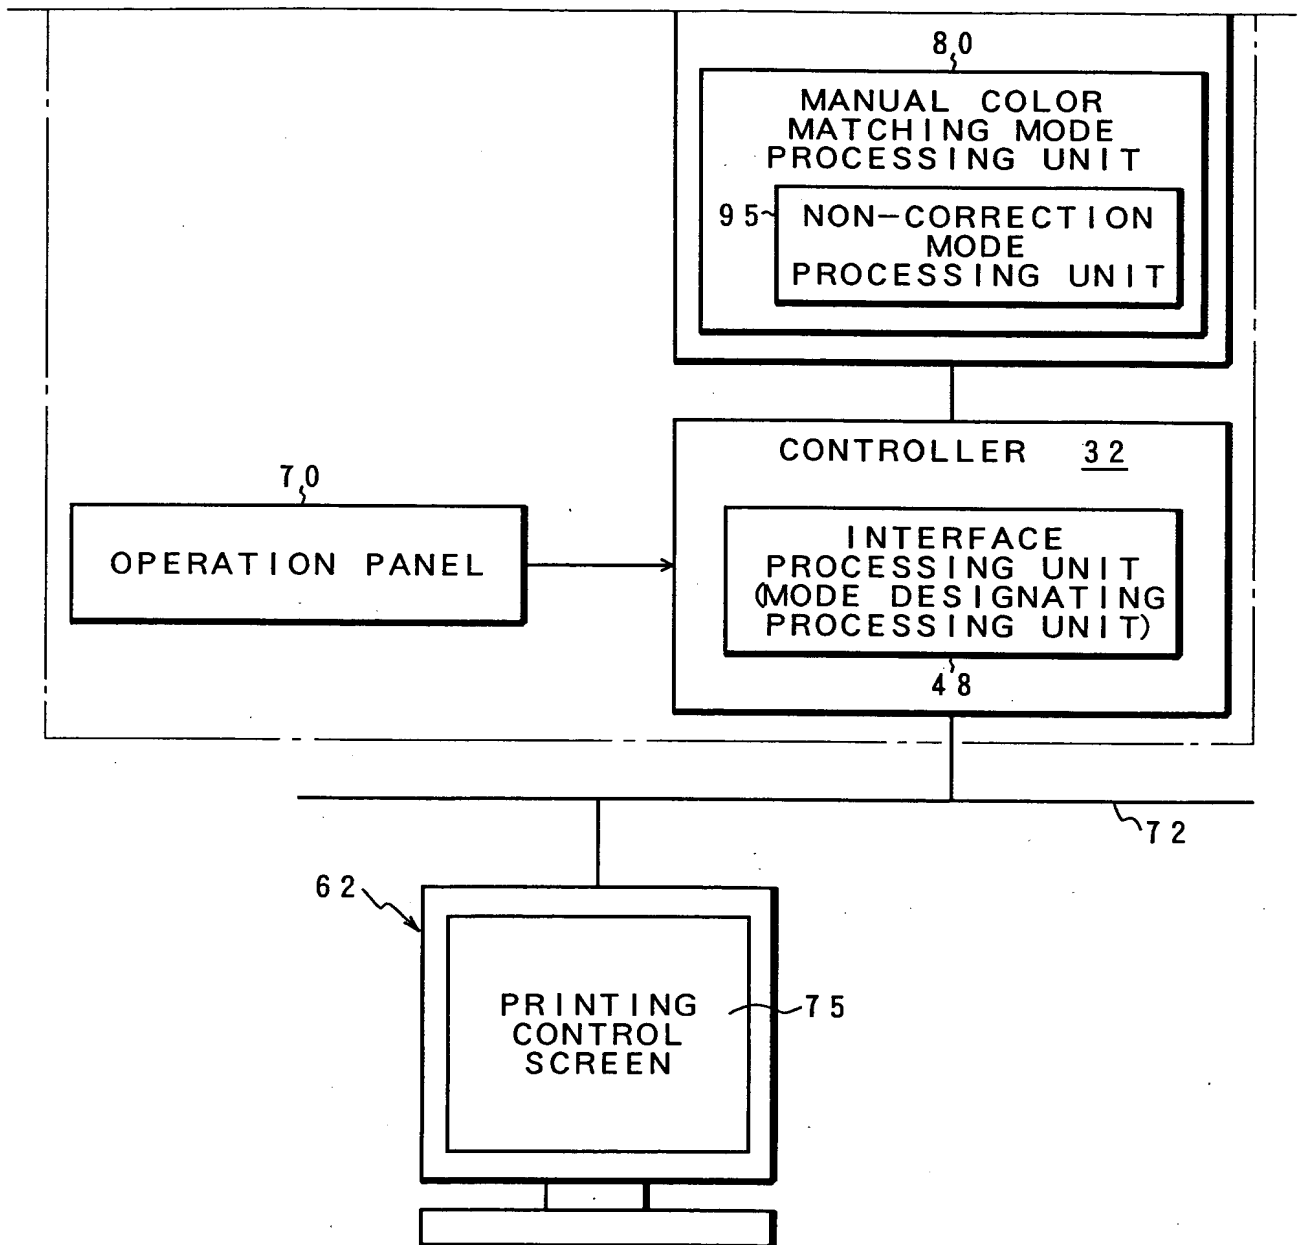 80
MANUAL COLOR
MATCHING MODE
PROCESSING UNIT
95
NON-CORRECTION
MODE
PROCESSING UNIT
CONTROLLER 32
70
OPERATION PANEL
INTERFACE
PROCESSING UNIT
(MODE DESIGNATING
PROCESSING UNIT)
48
72
62
PRINTING
CONTROL
SCREEN
75